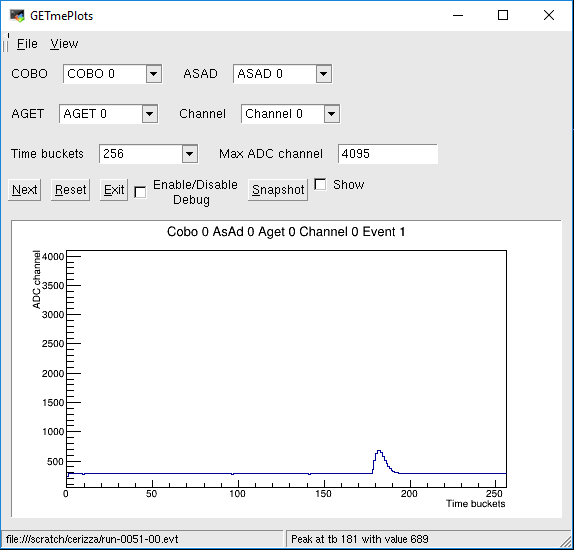 GETmePlots
File View
COBO COBO 0 ASAD ASAD 0
AGET AGET 0 Channel Channel 0
Time buckets 256 Max ADC channel 4095
Next Reset Exit Enable/Disable Debug Snapshot Show
Cobo 0 AsAd 0 Aget 0 Channel 0 Event 1
ADC channel
4000
3500
3000
2500
2000
1500
1000
500
0 50 100 150 200 250
Time buckets
file:///scratch/cerizza/run-0051-00.evt Peak at tb 181 with value 689